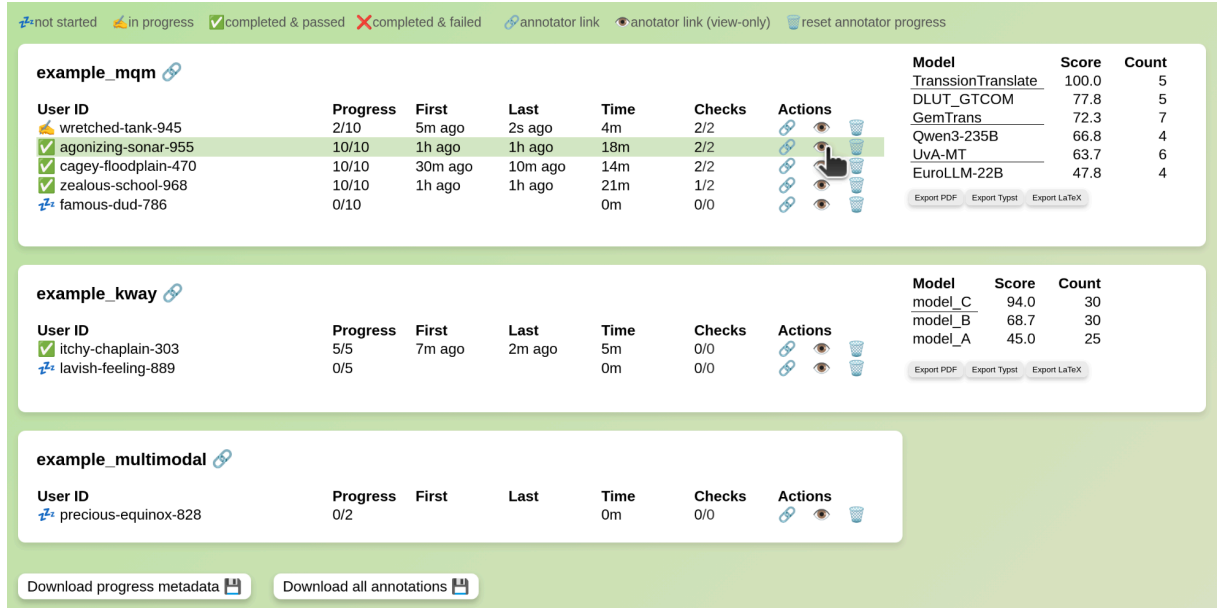 💤not started ✍️in progress ✅completed & passed ❌completed & failed 🔗annotator link 👁️anotator link (view-only) 🗑️reset annotator progress
example_mqm 🔗
User ID Progress First Last Time Checks Actions
✍️ wretched-tank-945 2/10 5m ago 2s ago 4m 2/2 🔗 👁️ 🗑️
✅ agonizing-sonar-955 10/10 1h ago 1h ago 18m 2/2 🔗 👁️ 🗑️
✅ cagey-floodplain-470 10/10 30m ago 10m ago 14m 2/2 🔗 👁️ 🗑️
✅ zealous-school-968 10/10 1h ago 1h ago 21m 1/2 🔗 👁️ 🗑️
💤 famous-dud-786 0/10 0m 0/0 🔗 👁️ 🗑️
Model Score Count
TranssionTranslate 100.0 5
DLUT_GTCOM 77.8 5
GemTrans 72.3 7
Qwen3-235B 66.8 4
UvA-MT 63.7 6
EuroLLM-22B 47.8 4
Export PDF Export Typst Export LaTeX
example_kway 🔗
User ID Progress First Last Time Checks Actions
✅ itchy-chaplain-303 5/5 7m ago 2m ago 5m 0/0 🔗 👁️ 🗑️
💤 lavish-feeling-889 0/5 0m 0/0 🔗 👁️ 🗑️
Model Score Count
model_C 94.0 30
model_B 68.7 30
model_A 45.0 25
Export PDF Export Typst Export LaTeX
example_multimodal 🔗
User ID Progress First Last Time Checks Actions
💤 precious-equinox-828 0/2 0m 0/0 🔗 👁️ 🗑️
Download progress metadata 💾 Download all annotations 💾